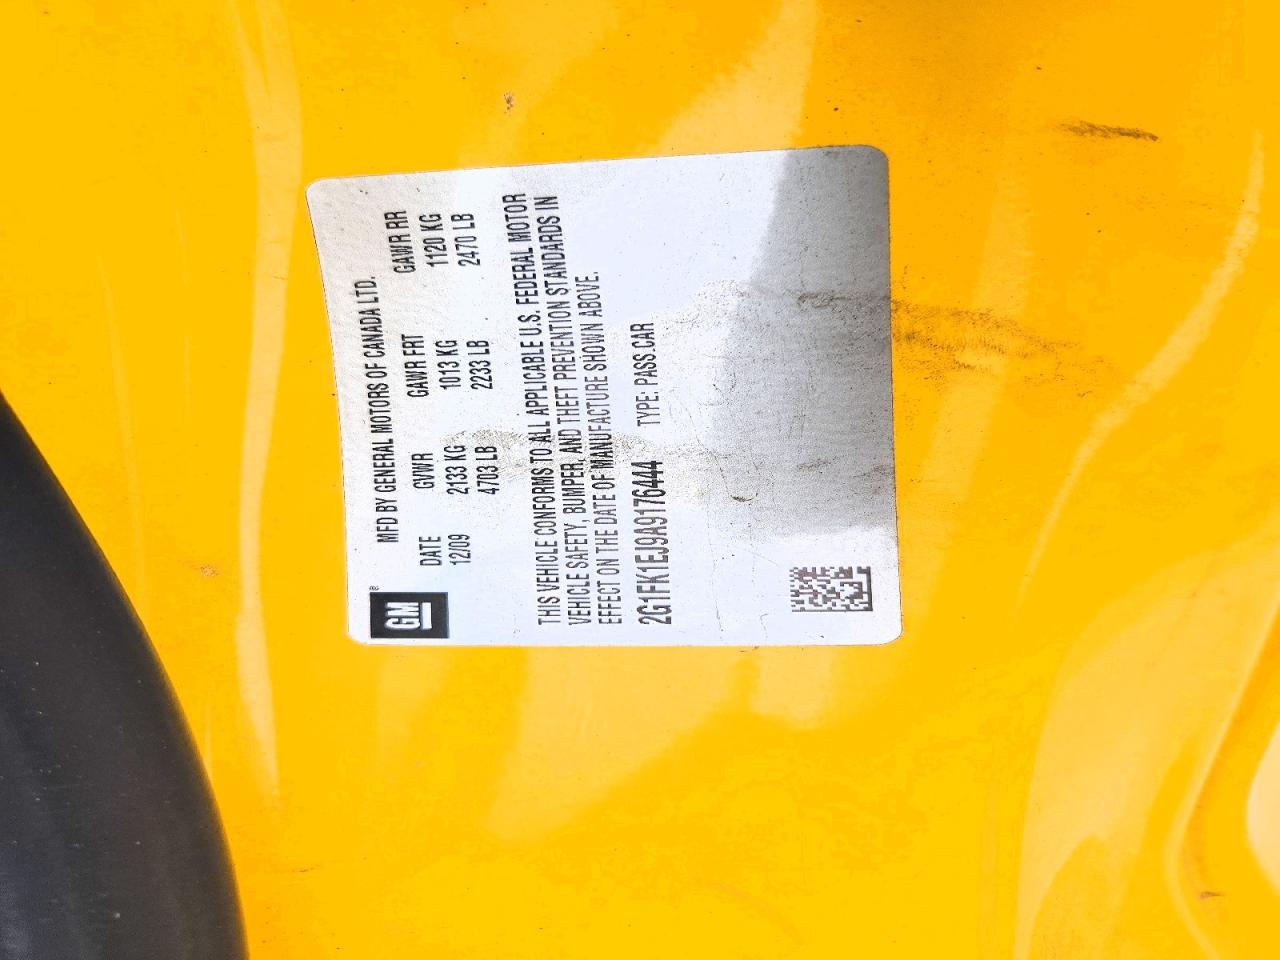 GM
MFD BY GENERAL MOTORS OF CANADA LTD.
DATE GVWR GAWR FRT GAWR RR
12/09 2133 KG 1013 KG 1120 KG
4703 LB 2233 LB 2470 LB
THIS VEHICLE CONFORMS TO ALL APPLICABLE U.S. FEDERAL MOTOR
VEHICLE SAFETY, BUMPER, AND THEFT PREVENTION STANDARDS IN
EFFECT ON THE DATE OF MANUFACTURE SHOWN ABOVE.
2G1FK1EJ9A9176444 TYPE: PASS.CAR